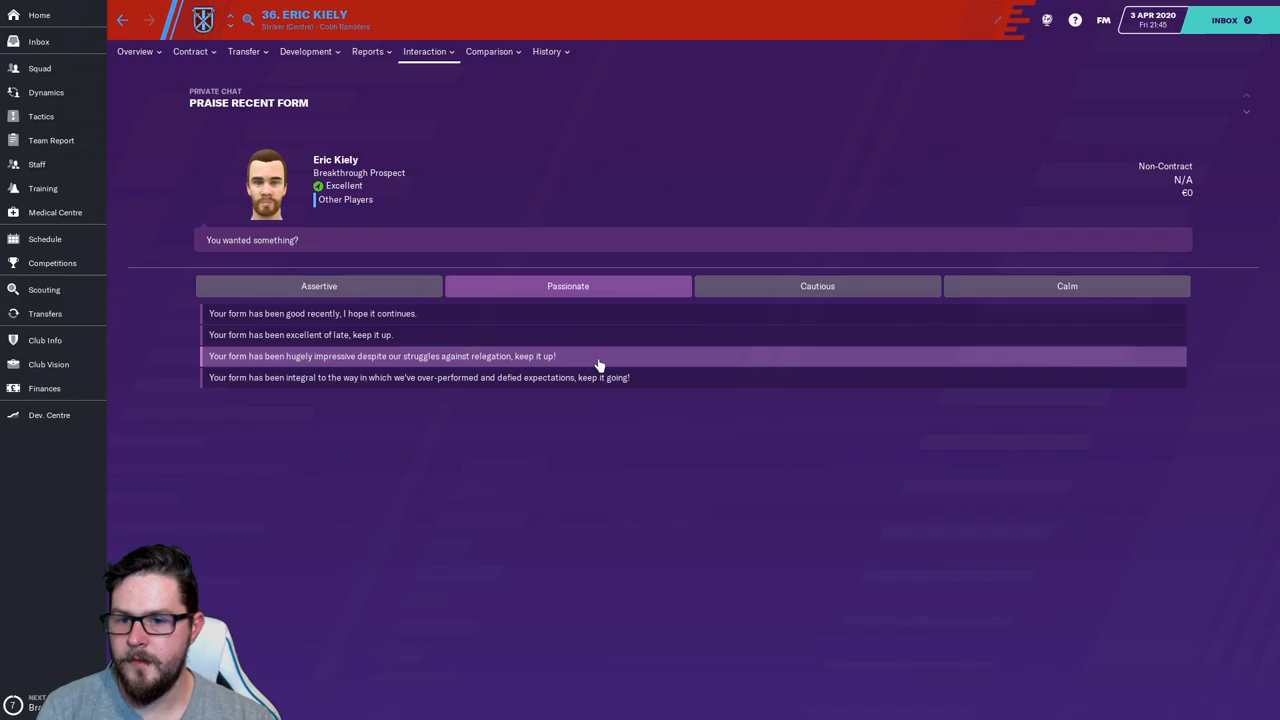 Home
Inbox
Squad
Dynamics
Tactics
Team Report
Staff
Training
Medical Centre
Schedule
Competitions
Scouting
Transfers
Club Info
Club Vision
Finances
Dev. Centre
7
NEXT
Bra
36. ERIC KIELY
Striker (Centre) - Cobh Ramblers
FM
3 APR 2020
Fri 21:45
INBOX
Overview
Contract
Transfer
Development
Reports
Interaction
Comparison
History
PRIVATE CHAT
PRAISE RECENT FORM
Eric Kiely
Breakthrough Prospect
Excellent
Other Players
Non-Contract
N/A
€0
You wanted something?
Assertive
Passionate
Cautious
Calm
Your form has been good recently, I hope it continues.
Your form has been excellent of late, keep it up.
Your form has been hugely impressive despite our struggles against relegation, keep it up!
Your form has been integral to the way in which we've over-performed and defied expectations, keep it going!